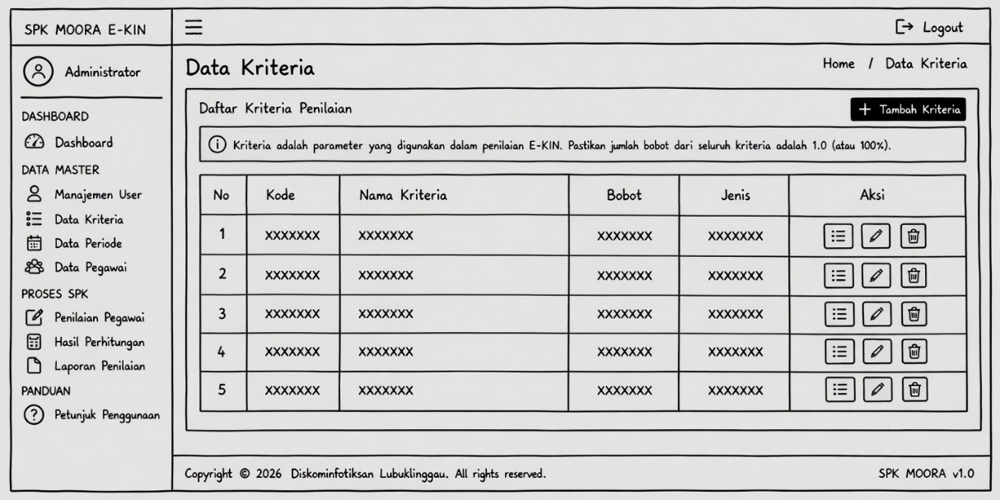 SPK MOORA E-KIN
Logout
Administrator
DASHBOARD
Dashboard
DATA MASTER
Manajemen User
Data Kriteria
Data Periode
Data Pegawai
PROSES SPK
Penilaian Pegawai
Hasil Perhitungan
Laporan Penilaian
PANDUAN
Petunjuk Penggunaan
Data Kriteria
Home / Data Kriteria
Daftar Kriteria Penilaian
+ Tambah Kriteria
Kriteria adalah parameter yang digunakan dalam penilaian E-KIN. Pastikan jumlah bobot dari seluruh kriteria adalah 1.0 (atau 100%).
No Kode Nama Kriteria Bobot Jenis Aksi
1 XXXXXXX XXXXXXX XXXXXXX XXXXXXX
2 XXXXXXX XXXXXXX XXXXXXX XXXXXXX
3 XXXXXXX XXXXXXX XXXXXXX XXXXXXX
4 XXXXXXX XXXXXXX XXXXXXX XXXXXXX
5 XXXXXXX XXXXXXX XXXXXXX XXXXXXX
Copyright © 2026 Diskominfotiksan Lubuklinggau. All rights reserved.
SPK MOORA v1.0